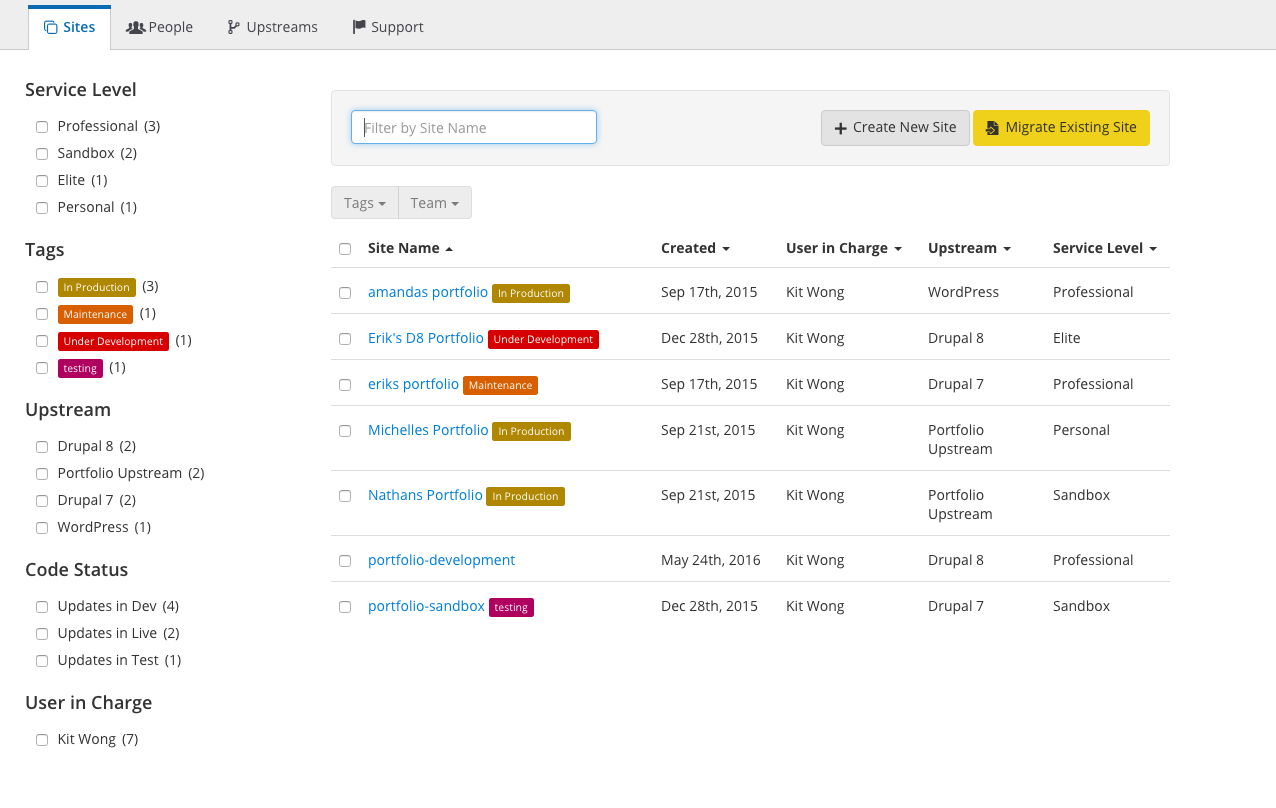 Sites People Upstreams Support
Service Level
Professional (3)
Sandbox (2)
Elite (1)
Personal (1)
Tags
In Production (3)
Maintenance (1)
Under Development (1)
testing (1)
Upstream
Drupal 8 (2)
Portfolio Upstream (2)
Drupal 7 (2)
WordPress (1)
Code Status
Updates in Dev (4)
Updates in Live (2)
Updates in Test (1)
User in Charge
Kit Wong (7)
Filter by Site Name Create New Site Migrate Existing Site
Tags Team
Site Name Created User in Charge Upstream Service Level
amandas portfolio In Production Sep 17th, 2015 Kit Wong WordPress Professional
Erik's D8 Portfolio Under Development Dec 28th, 2015 Kit Wong Drupal 8 Elite
eriks portfolio Maintenance Sep 17th, 2015 Kit Wong Drupal 7 Professional
Michelles Portfolio In Production Sep 21st, 2015 Kit Wong Portfolio Personal
Upstream
Nathans Portfolio In Production Sep 21st, 2015 Kit Wong Portfolio Sandbox
Upstream
portfolio-development May 24th, 2016 Kit Wong Drupal 8 Professional
portfolio-sandbox testing Dec 28th, 2015 Kit Wong Drupal 7 Sandbox